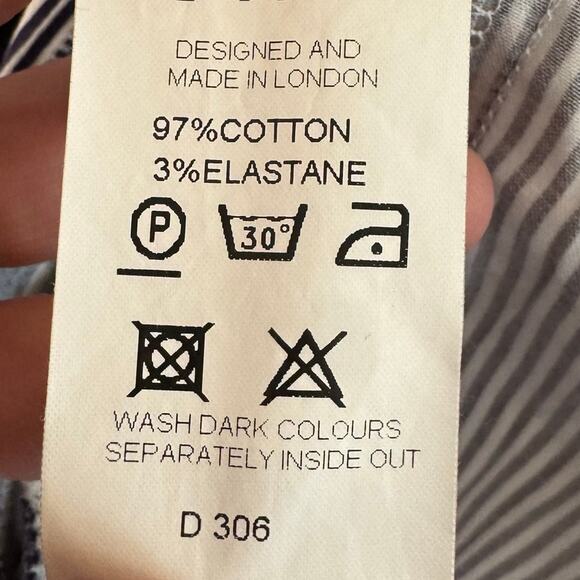 DESIGNED AND
MADE IN LONDON
97%COTTON
3%ELASTANE
P 30°
WASH DARK COLOURS
SEPARATELY INSIDE OUT
D 306